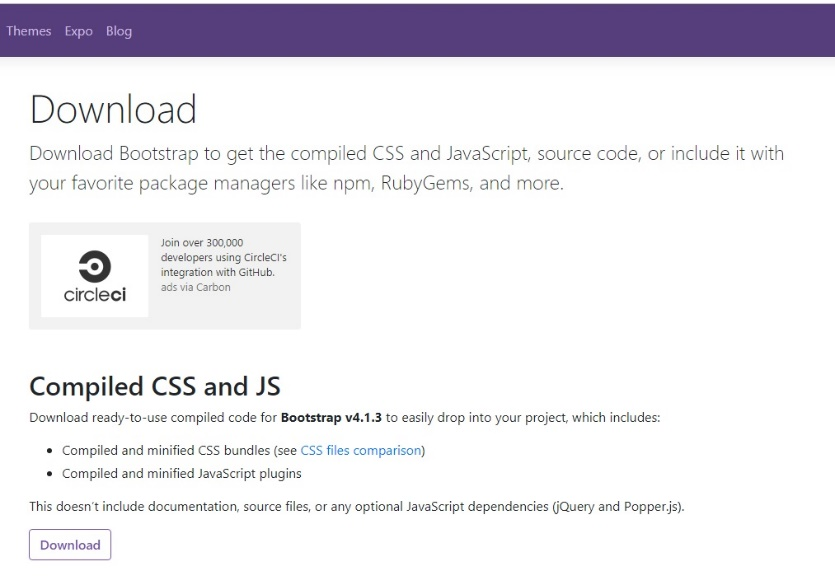 Themes Expo Blog
Download
Download Bootstrap to get the compiled CSS and JavaScript, source code, or include it with
your favorite package managers like npm, RubyGems, and more.
Join over 300,000
developers using CircleCI's
integration with GitHub.
ads via Carbon
circleci
Compiled CSS and JS
Download ready-to-use compiled code for Bootstrap v4.1.3 to easily drop into your project, which includes:
• Compiled and minified CSS bundles (see CSS files comparison)
• Compiled and minified JavaScript plugins
This doesn't include documentation, source files, or any optional JavaScript dependencies (jQuery and Popper.js).
Download